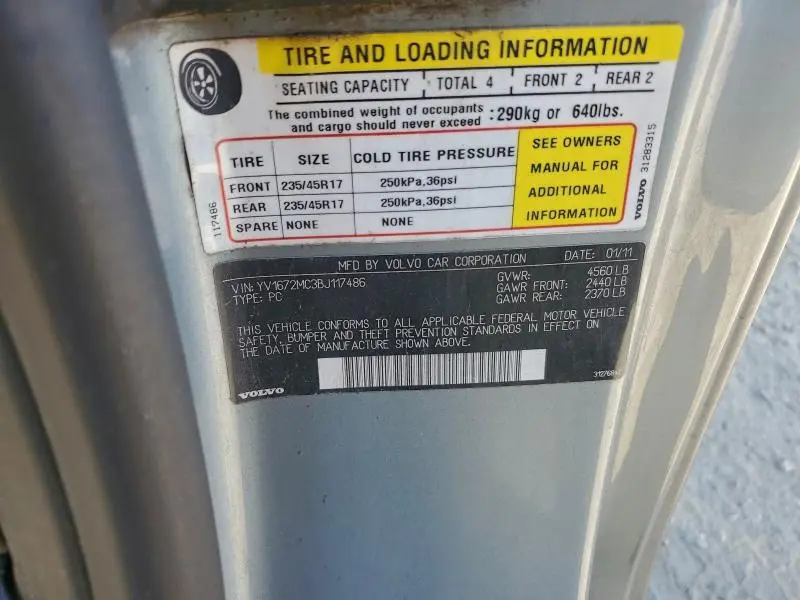 TIRE AND LOADING INFORMATION
SEATING CAPACITY TOTAL 4 FRONT 2 REAR 2
The combined weight of occupants and cargo should never exceed : 290kg or 640lbs.
TIRE SIZE COLD TIRE PRESSURE
FRONT 235/45R17 250kPa,36psi
REAR 235/45R17 250kPa,36psi
SPARE NONE NONE
SEE OWNERS
MANUAL FOR
ADDITIONAL
INFORMATION
117486
VOLVO 31283315
MFD BY VOLVO CAR CORPORATION DATE: 01/11
VIN: YV1672MC3BJ117486
TYPE: PC
GVWR: 4560 LB
GAWR FRONT: 2440 LB
GAWR REAR: 2370 LB
THIS VEHICLE CONFORMS TO ALL APPLICABLE FEDERAL MOTOR VEHICLE
SAFETY, BUMPER AND THEFT PREVENTION STANDARDS IN EFFECT ON
THE DATE OF MANUFACTURE SHOWN ABOVE.
VOLVO